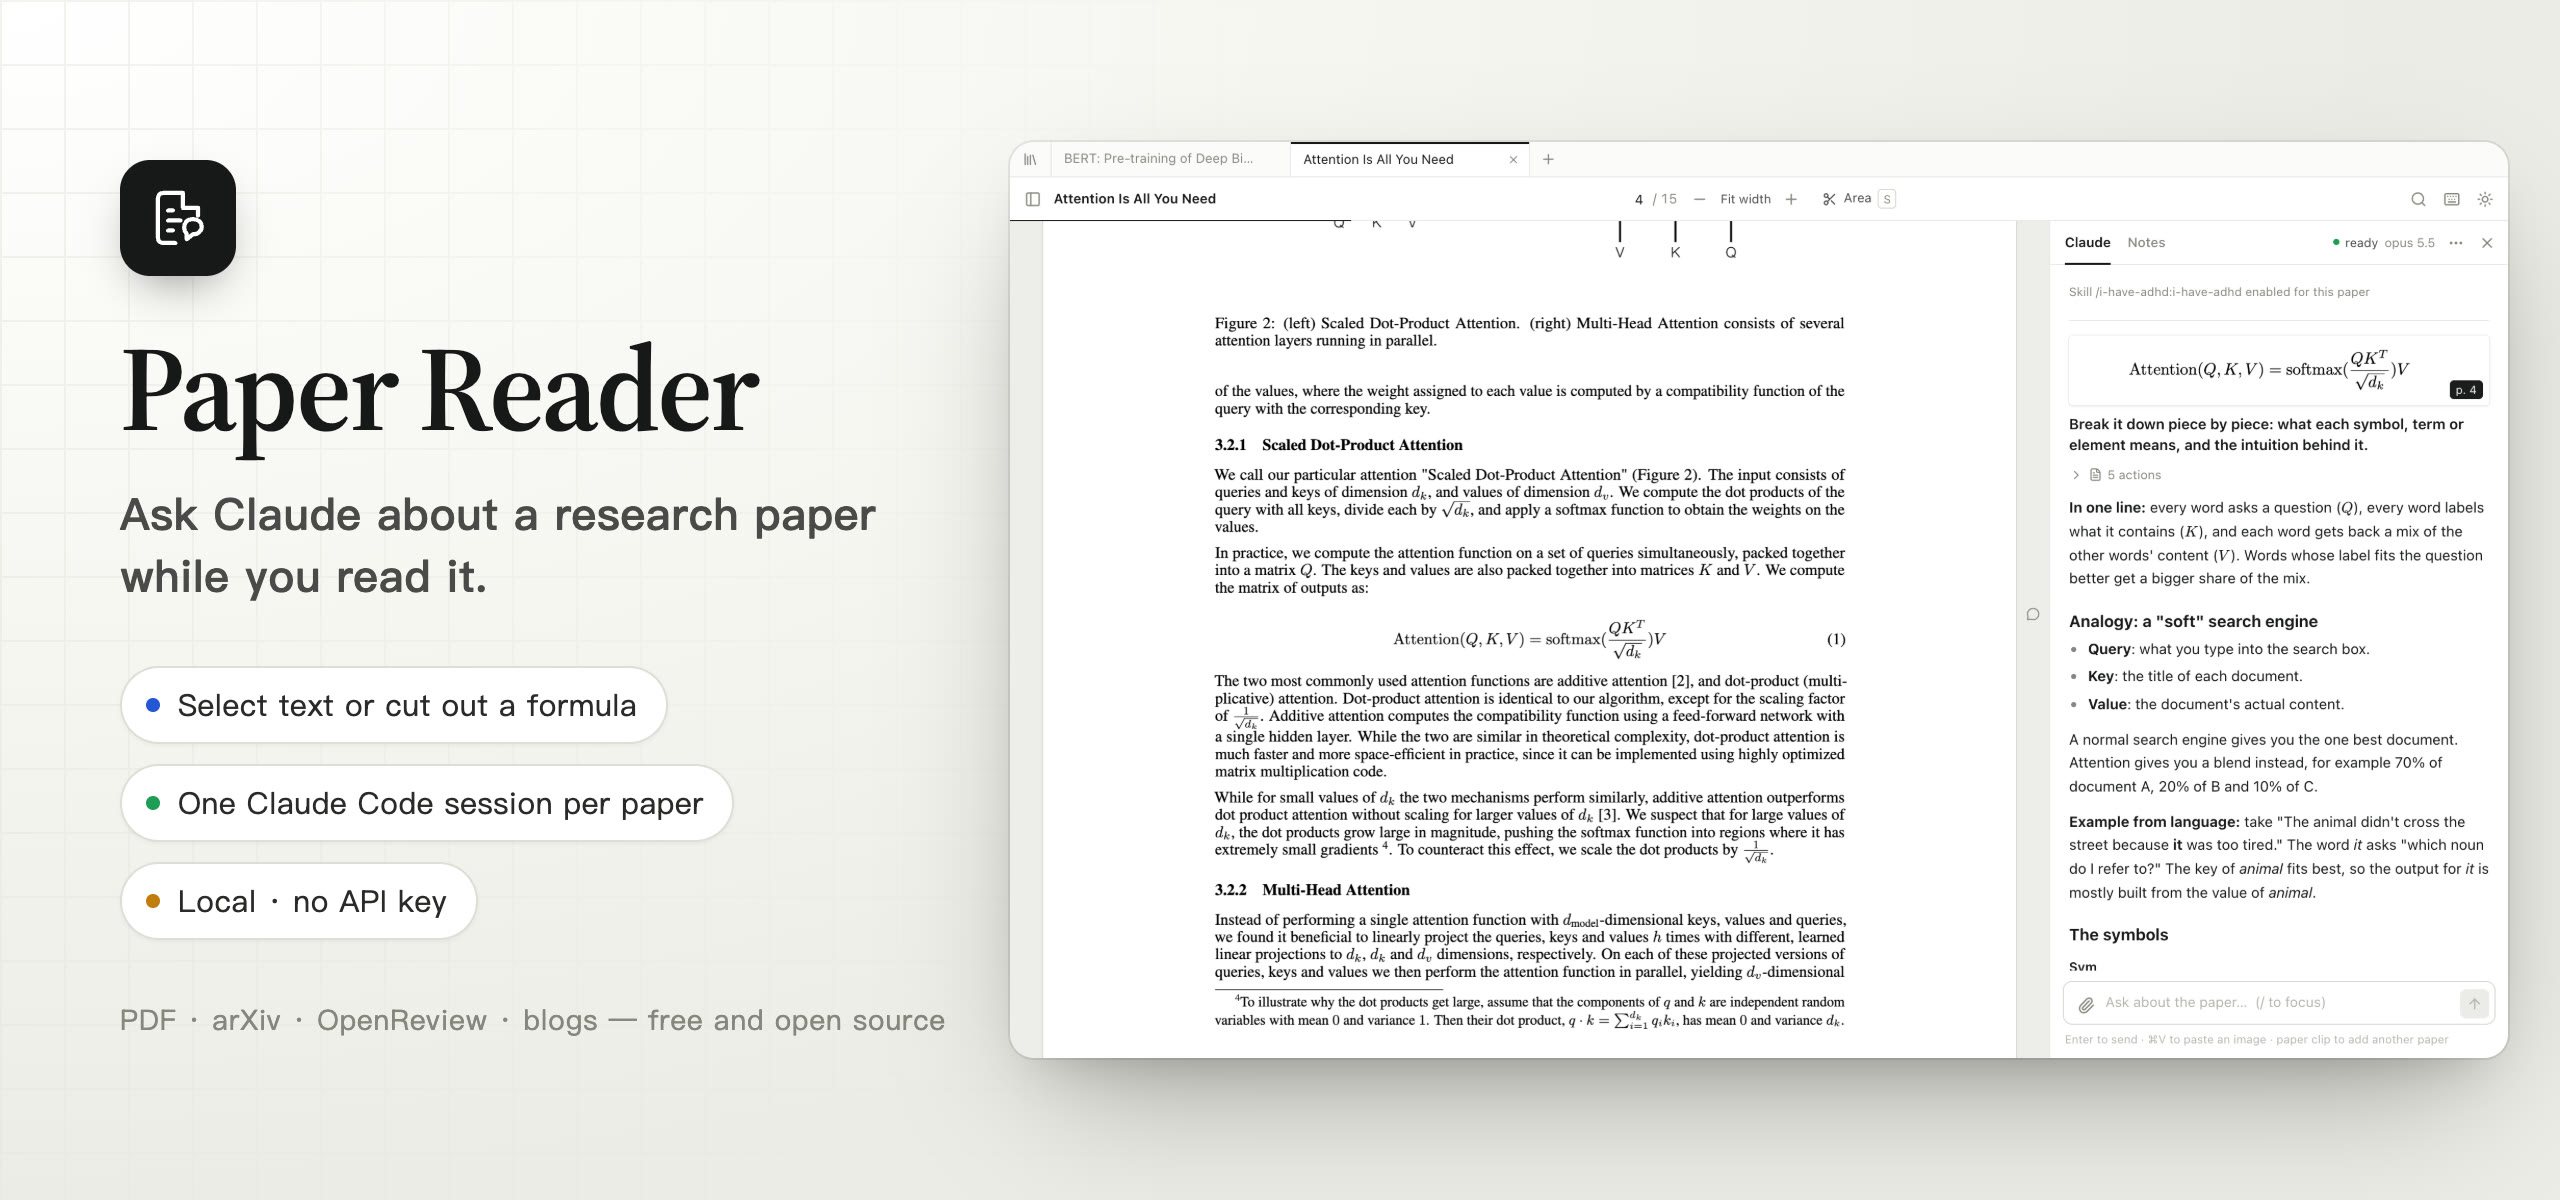 Paper Reader
Ask Claude about a research paper
while you read it.
Select text or cut out a formula
One Claude Code session per paper
Local · no API key
PDF · arXiv · OpenReview · blogs — free and open source
BERT: Pre-training of Deep Bi...
Attention Is All You Need
Attention Is All You Need
4 / 15
Fit width
Area S
Q K V
V K Q
Figure 2: (left) Scaled Dot-Product Attention. (right) Multi-Head Attention consists of several
attention layers running in parallel.
of the values, where the weight assigned to each value is computed by a compatibility function of the
query with the corresponding key.
3.2.1 Scaled Dot-Product Attention
We call our particular attention "Scaled Dot-Product Attention" (Figure 2). The input consists of
queries and keys of dimension dₖ, and values of dimension dᵥ. We compute the dot products of the
query with all keys, divide each by √dₖ, and apply a softmax function to obtain the weights on the
values.
In practice, we compute the attention function on a set of queries simultaneously, packed together
into a matrix Q. The keys and values are also packed together into matrices K and V. We compute
the matrix of outputs as:
Attention(Q, K, V) = softmax(QKᵀ/√dₖ)V (1)
The two most commonly used attention functions are additive attention [2], and dot-product (multi-
plicative) attention. Dot-product attention is identical to our algorithm, except for the scaling factor
of 1/√dₖ. Additive attention computes the compatibility function using a feed-forward network with
a single hidden layer. While the two are similar in theoretical complexity, dot-product attention is
much faster and more space-efficient in practice, since it can be implemented using highly optimized
matrix multiplication code.
While for small values of dₖ the two mechanisms perform similarly, additive attention outperforms
dot product attention without scaling for larger values of dₖ [3]. We suspect that for large values of
dₖ, the dot products grow large in magnitude, pushing the softmax function into regions where it has
extremely small gradients ⁴. To counteract this effect, we scale the dot products by 1/√dₖ.
3.2.2 Multi-Head Attention
Instead of performing a single attention function with d_model-dimensional keys, values and queries,
we found it beneficial to linearly project the queries, keys and values h times with different, learned
linear projections to dₖ, dₖ and dᵥ dimensions, respectively. On each of these projected versions of
queries, keys and values we then perform the attention function in parallel, yielding dᵥ-dimensional
⁴To illustrate why the dot products get large, assume that the components of q and k are independent random
variables with mean 0 and variance 1. Then their dot product, q · k = ∑ᵢ₌₁^dₖ qᵢkᵢ, has mean 0 and variance dₖ.
Claude Notes
ready opus 5.5
Skill /i-have-adhd:i-have-adhd enabled for this paper
Attention(Q, K, V) = softmax(QKᵀ/√dₖ)V
p. 4
Break it down piece by piece: what each symbol, term or
element means, and the intuition behind it.
5 actions
In one line: every word asks a question (Q), every word labels
what it contains (K), and each word gets back a mix of the
other words' content (V). Words whose label fits the question
better get a bigger share of the mix.
Analogy: a "soft" search engine
Query: what you type into the search box.
Key: the title of each document.
Value: the document's actual content.
A normal search engine gives you the one best document.
Attention gives you a blend instead, for example 70% of
document A, 20% of B and 10% of C.
Example from language: take "The animal didn't cross the
street because it was too tired." The word it asks "which noun
do I refer to?" The key of animal fits best, so the output for it is
mostly built from the value of animal.
The symbols
Sym
Ask about the paper... (/ to focus)
Enter to send · ⌘V to paste an image · paper clip to add another paper